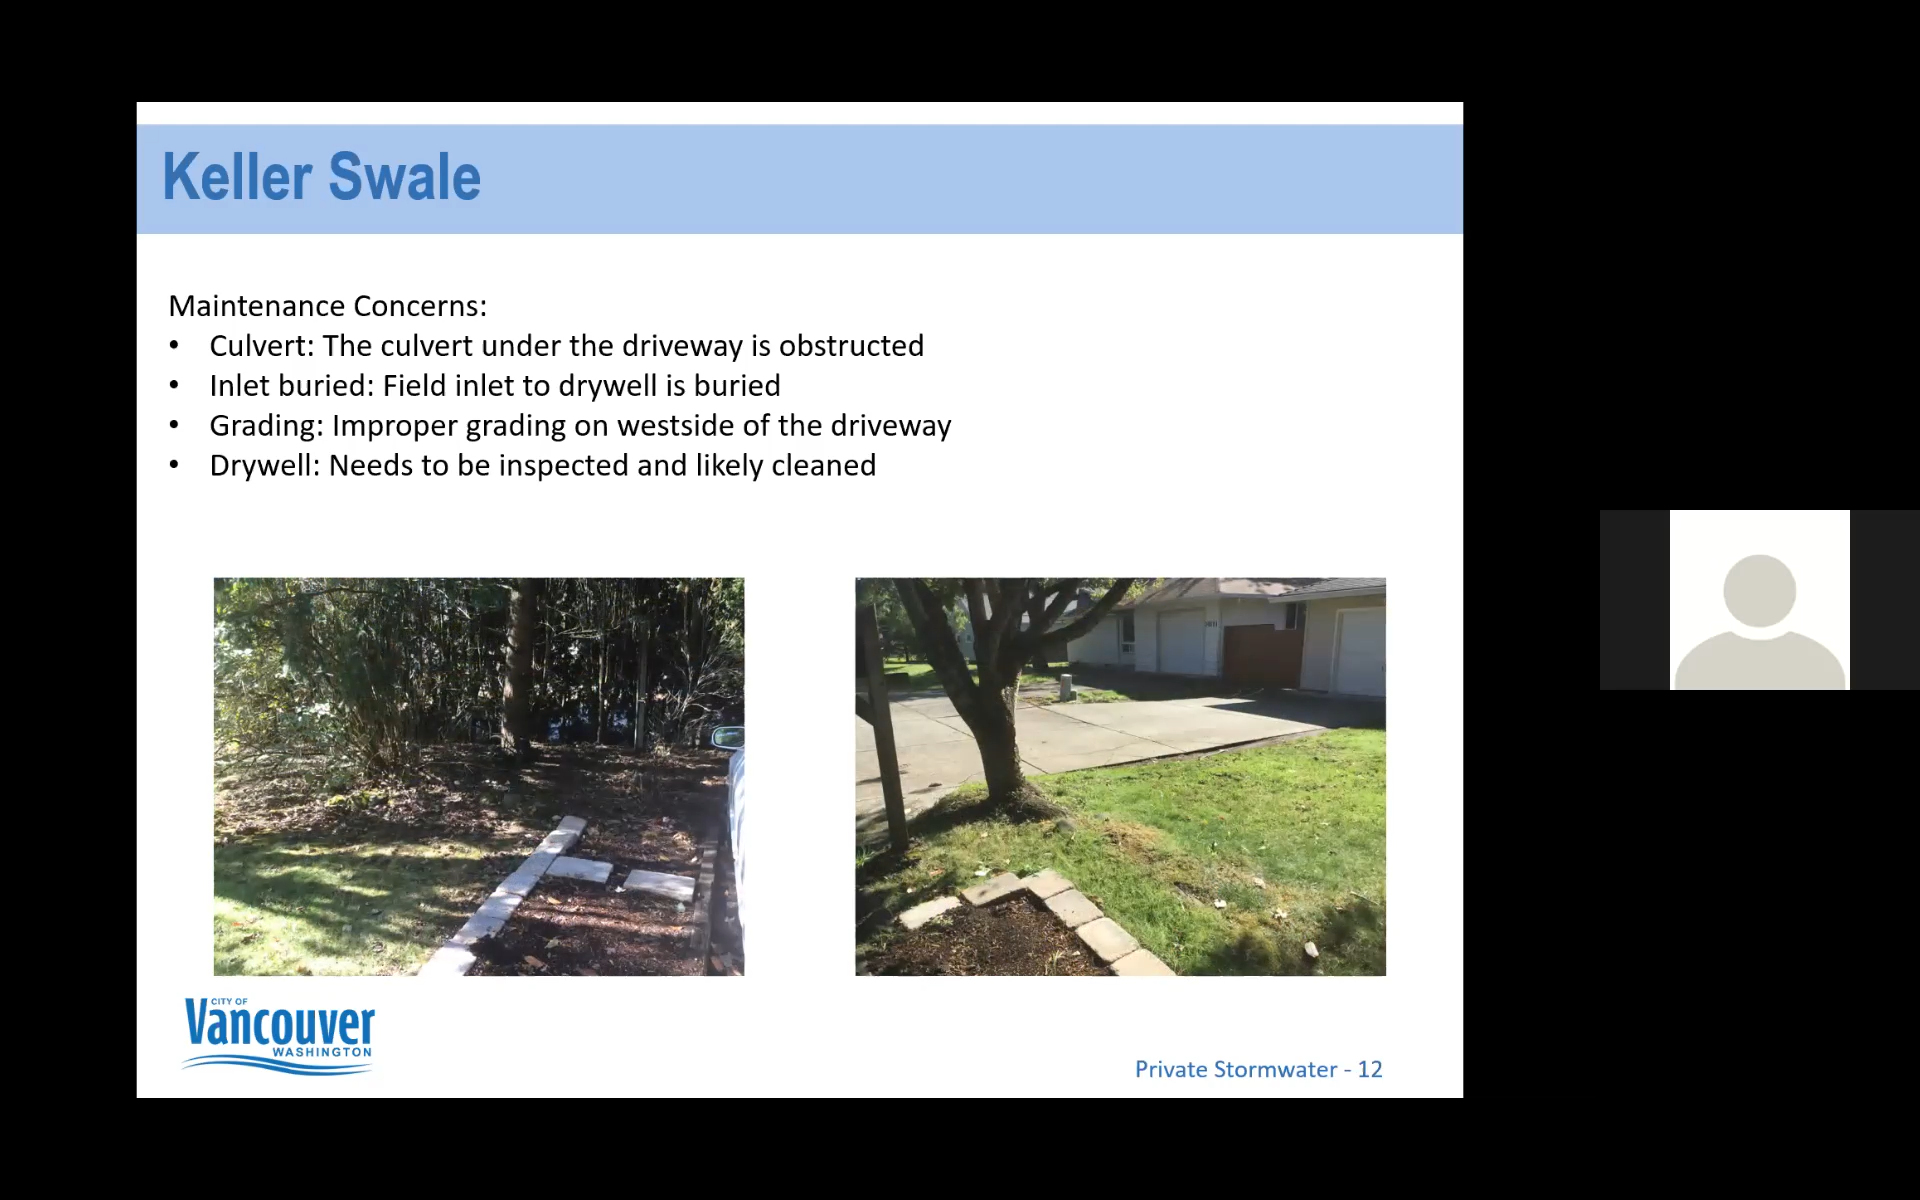 Keller Swale
Maintenance Concerns:
• Culvert: The culvert under the driveway is obstructed
• Inlet buried: Field inlet to drywell is buried
• Grading: Improper grading on westside of the driveway
• Drywell: Needs to be inspected and likely cleaned
CITY OF
Vancouver
WASHINGTON
Private Stormwater - 12